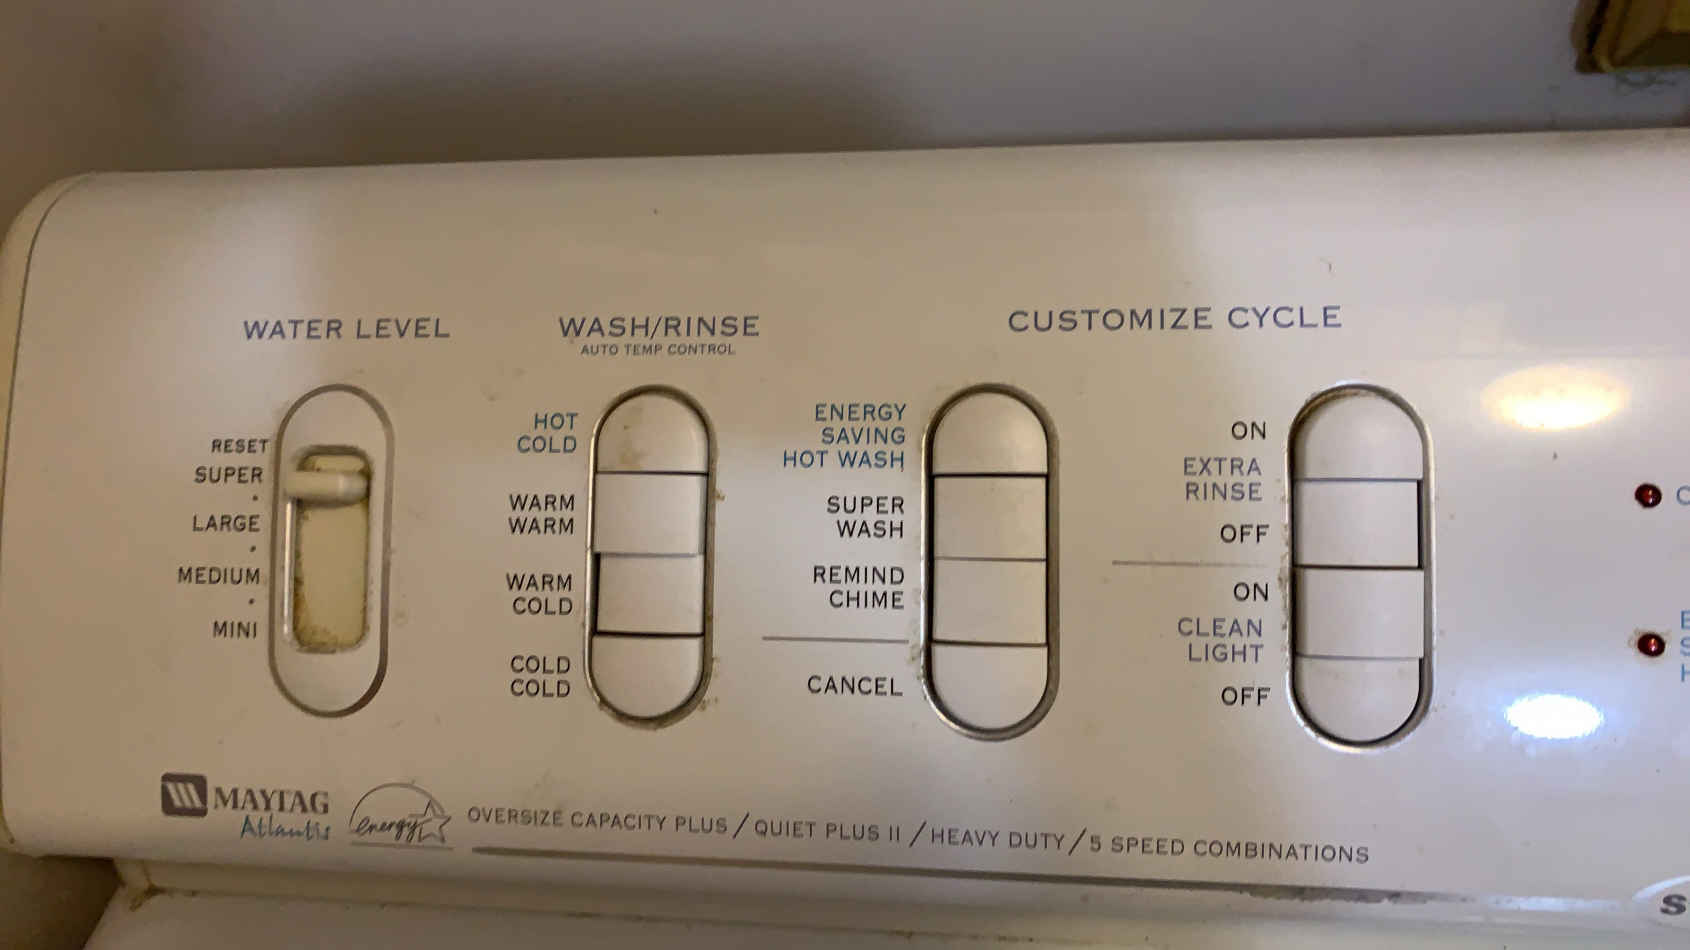 WATER LEVEL
RESET
SUPER
LARGE
MEDIUM
MINI
WASH/RINSE
AUTO TEMP CONTROL
HOT
COLD
WARM
WARM
WARM
COLD
COLD
COLD
CUSTOMIZE CYCLE
ENERGY
SAVING
HOT WASH
SUPER
WASH
REMIND
CHIME
CANCEL
ON
EXTRA
RINSE
OFF
ON
CLEAN
LIGHT
OFF
MAYTAG
Atlantis
energy
OVERSIZE CAPACITY PLUS / QUIET PLUS II / HEAVY DUTY / 5 SPEED COMBINATIONS